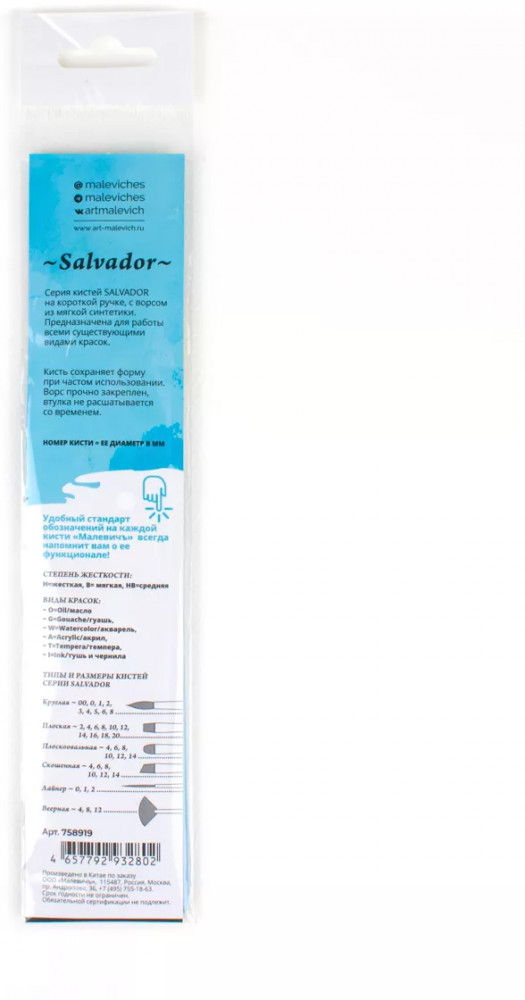 maleviches
maleviches
artmalevich
www.art-malevich.ru
~Salvador~
Серия кистей SALVADOR
на короткой ручке, с ворсом
из мягкой синтетики.
Предназначена для работы
всеми существующими
видами красок.
Кисть сохраняет форму
при частом использовании.
Ворс прочно закреплен,
втулка не расшатывается
со временем.
НОМЕР КИСТИ = ЕЕ ДИАМЕТР В ММ
Удобный стандарт
обозначений на каждой
кисти «Малевичъ» всегда
напомнит вам о ее
функционале!
СТЕПЕНЬ ЖЕСТКОСТИ:
H=жесткая, B= мягкая, HB=средняя
ВИДЫ КРАСОК:
~ O=Oil/масло
~ G=Gouache/гуашь,
~ W=Watercolor/акварель,
~ A=Acrylic/акрил,
~ T=Tempera/темпера,
~ I=Ink/тушь и чернила
ТИПЫ И РАЗМЕРЫ КИСТЕЙ
СЕРИИ SALVADOR
Круглая ~ 00, 0, 1, 2,
3, 4, 5, 6, 8
Плоская ~ 2, 4, 6, 8, 10, 12,
14, 16, 18, 20
Плоскоовальная ~ 4, 6, 8,
10, 12, 14
Скошенная ~ 4, 6, 8,
10, 12, 14
Лайнер ~ 0, 1, 2
Веерная ~ 4, 8, 12
Арт. 758919
4 657792 932802
Произведено в Китае по заказу
ООО «Малевичъ», 115487, Россия, Москва,
пр. Андропова, 36, +7 (495) 755-18-63.
Срок годности не ограничен.
Обязательной сертификации не подлежит.